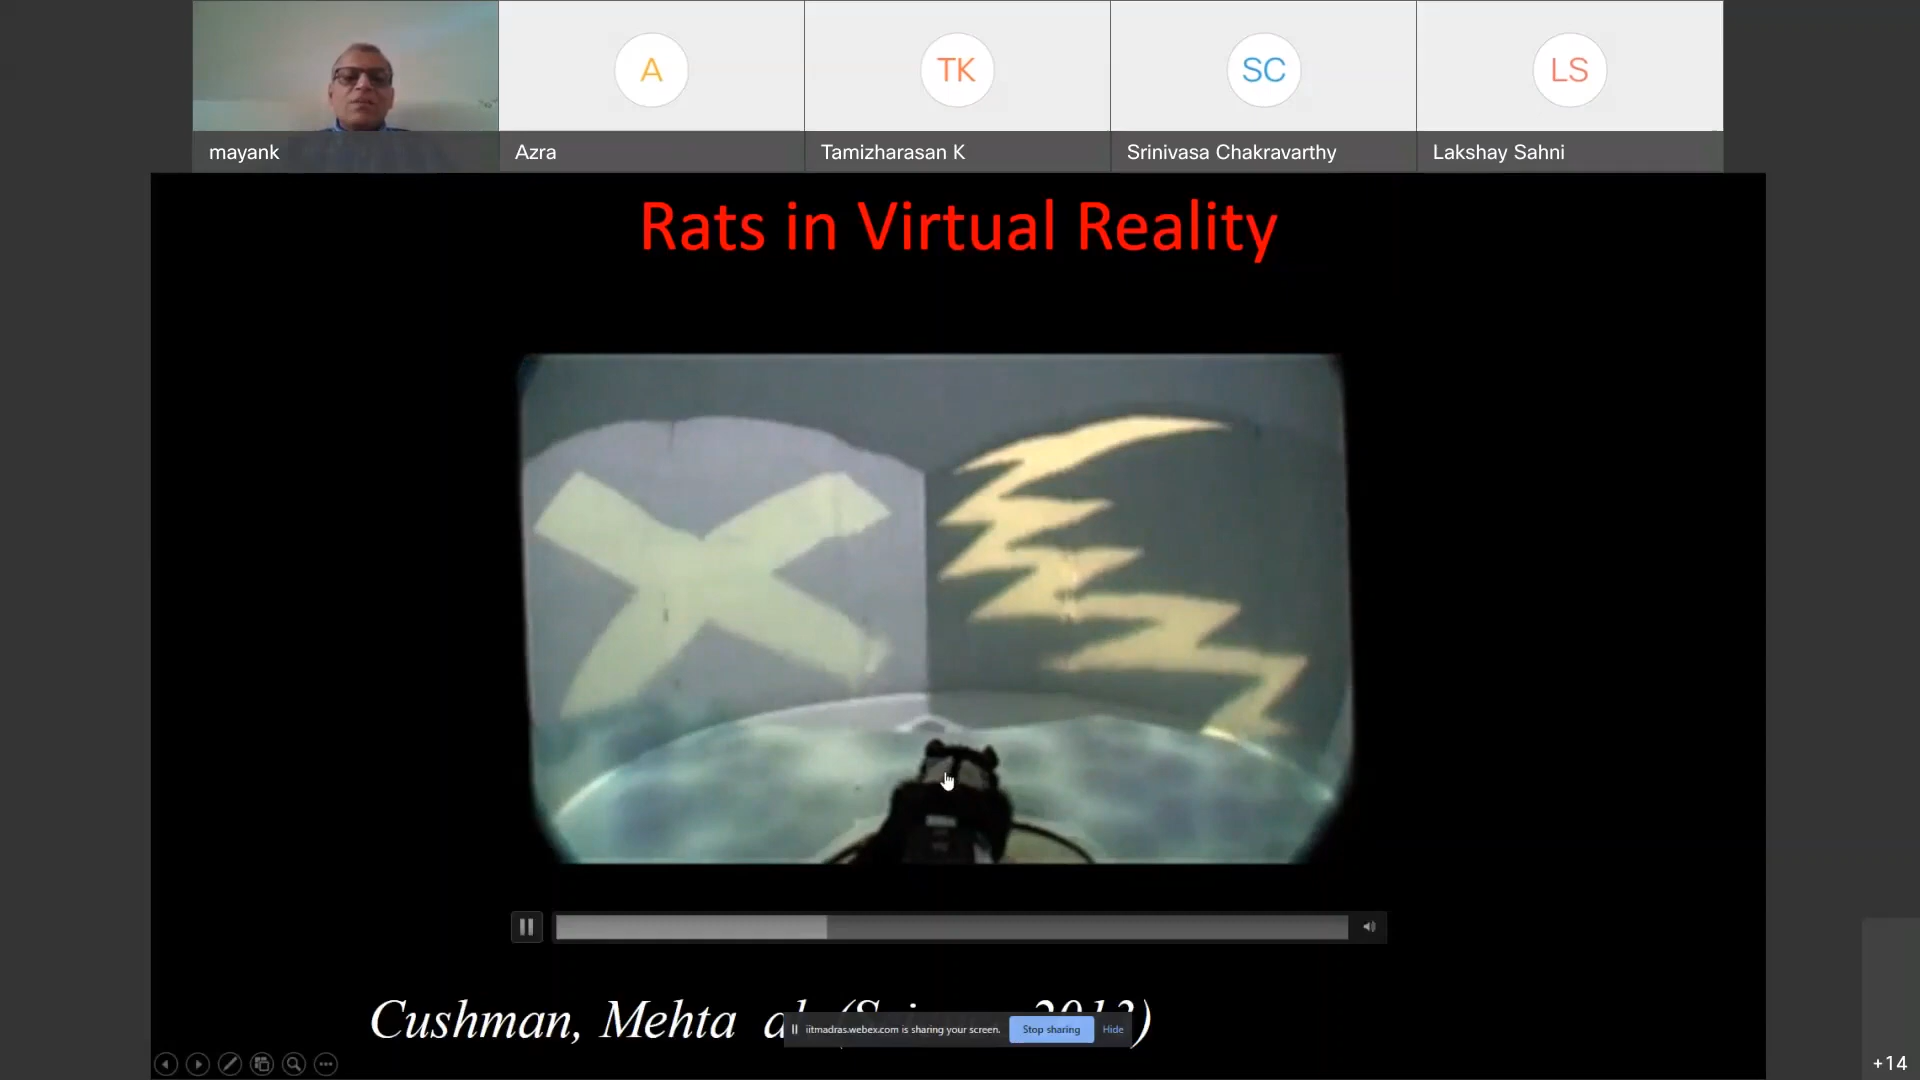 A
TK
SC
LS
mayank
Azra
Tamizharasan K
Srinivasa Chakravarthy
Lakshay Sahni
Rats in Virtual Reality
Cushman, Mehta
iitmadras.webex.com is sharing your screen.
Stop sharing
Hide
+14